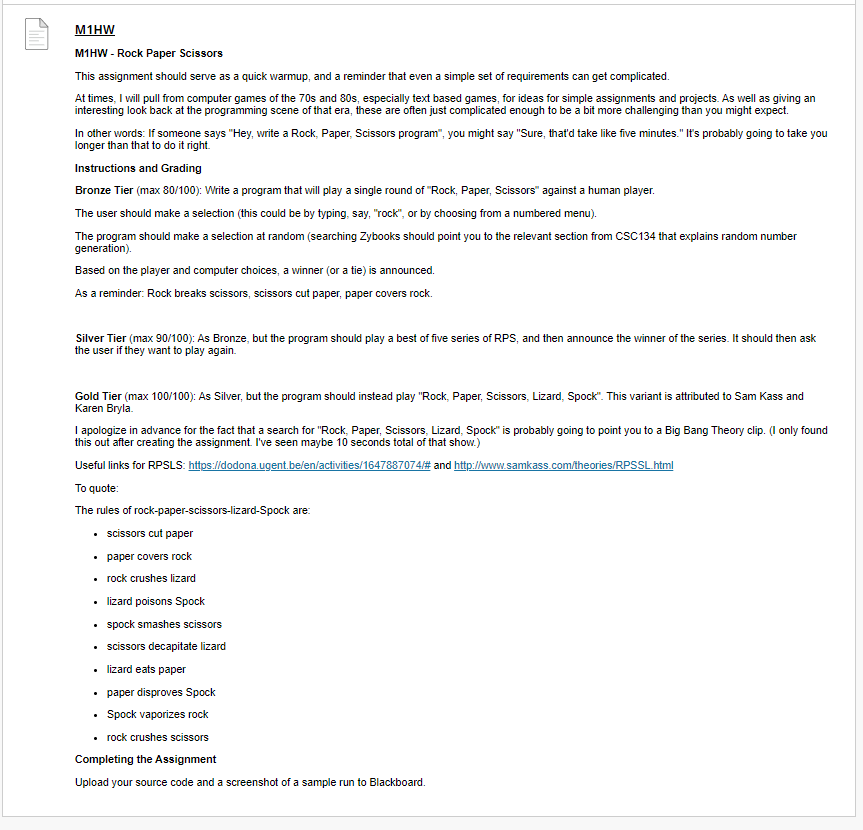 M1HW
M1HW - Rock Paper Scissors
This assignment should serve as a quick warmup, and a reminder that even a simple set of requirements can get complicated.
At times, I will pull from computer games of the 70s and 80s, especially text based games, for ideas for simple assignments and projects. As well as giving an
interesting look back at the programming scene of that era, these are often just complicated enough to be a bit more challenging than you might expect.
In other words: If someone says "Hey, write a Rock, Paper, Scissors program", you might say "Sure, that'd take like five minutes." It's probably going to take you
longer than that to do it right.
Instructions and Grading
Bronze Tier (max 80/100): Write a program that will play a single round of "Rock, Paper, Scissors" against a human player.
The user should make a selection (this could be by typing, say, "rock", or by choosing from a numbered menu).
The program should make a selection at random (searching Zybooks should point you to the relevant section from CSC134 that explains random number
generation).
Based on the player and computer choices, a winner (or a tie) is announced.
As a reminder: Rock breaks scissors, scissors cut paper, paper covers rock.
Silver Tier (max 90/100): As Bronze, but the program should play a best of five series of RPS, and then announce the winner of the series. It should then ask
the user if they want to play again.
Gold Tier (max 100/100): As Silver, but the program should instead play "Rock, Paper, Scissors, Lizard, Spock". This variant is attributed to Sam Kass and
Karen Bryla.
I apologize in advance for the fact that a search for "Rock, Paper, Scissors, Lizard, Spock" is probably going to point you to a Big Bang Theory clip. (I only found
this out after creating the assignment. I've seen maybe 10 seconds total of that show.)
Useful links for RPSLS: https://dodona.ugent.be/en/activities/1647887074/# and http://www.samkass.com/theories/RPSSL.html
To quote:
The rules of rock-paper-scissors-lizard-Spock are:
• scissors cut paper
• paper covers rock
• rock crushes lizard
• lizard poisons Spock
• spock smashes scissors
• scissors decapitate lizard
• lizard eats paper
• paper disproves Spock
• Spock vaporizes rock
• rock crushes scissors
Completing the Assignment
Upload your source code and a screenshot of a sample run to Blackboard.